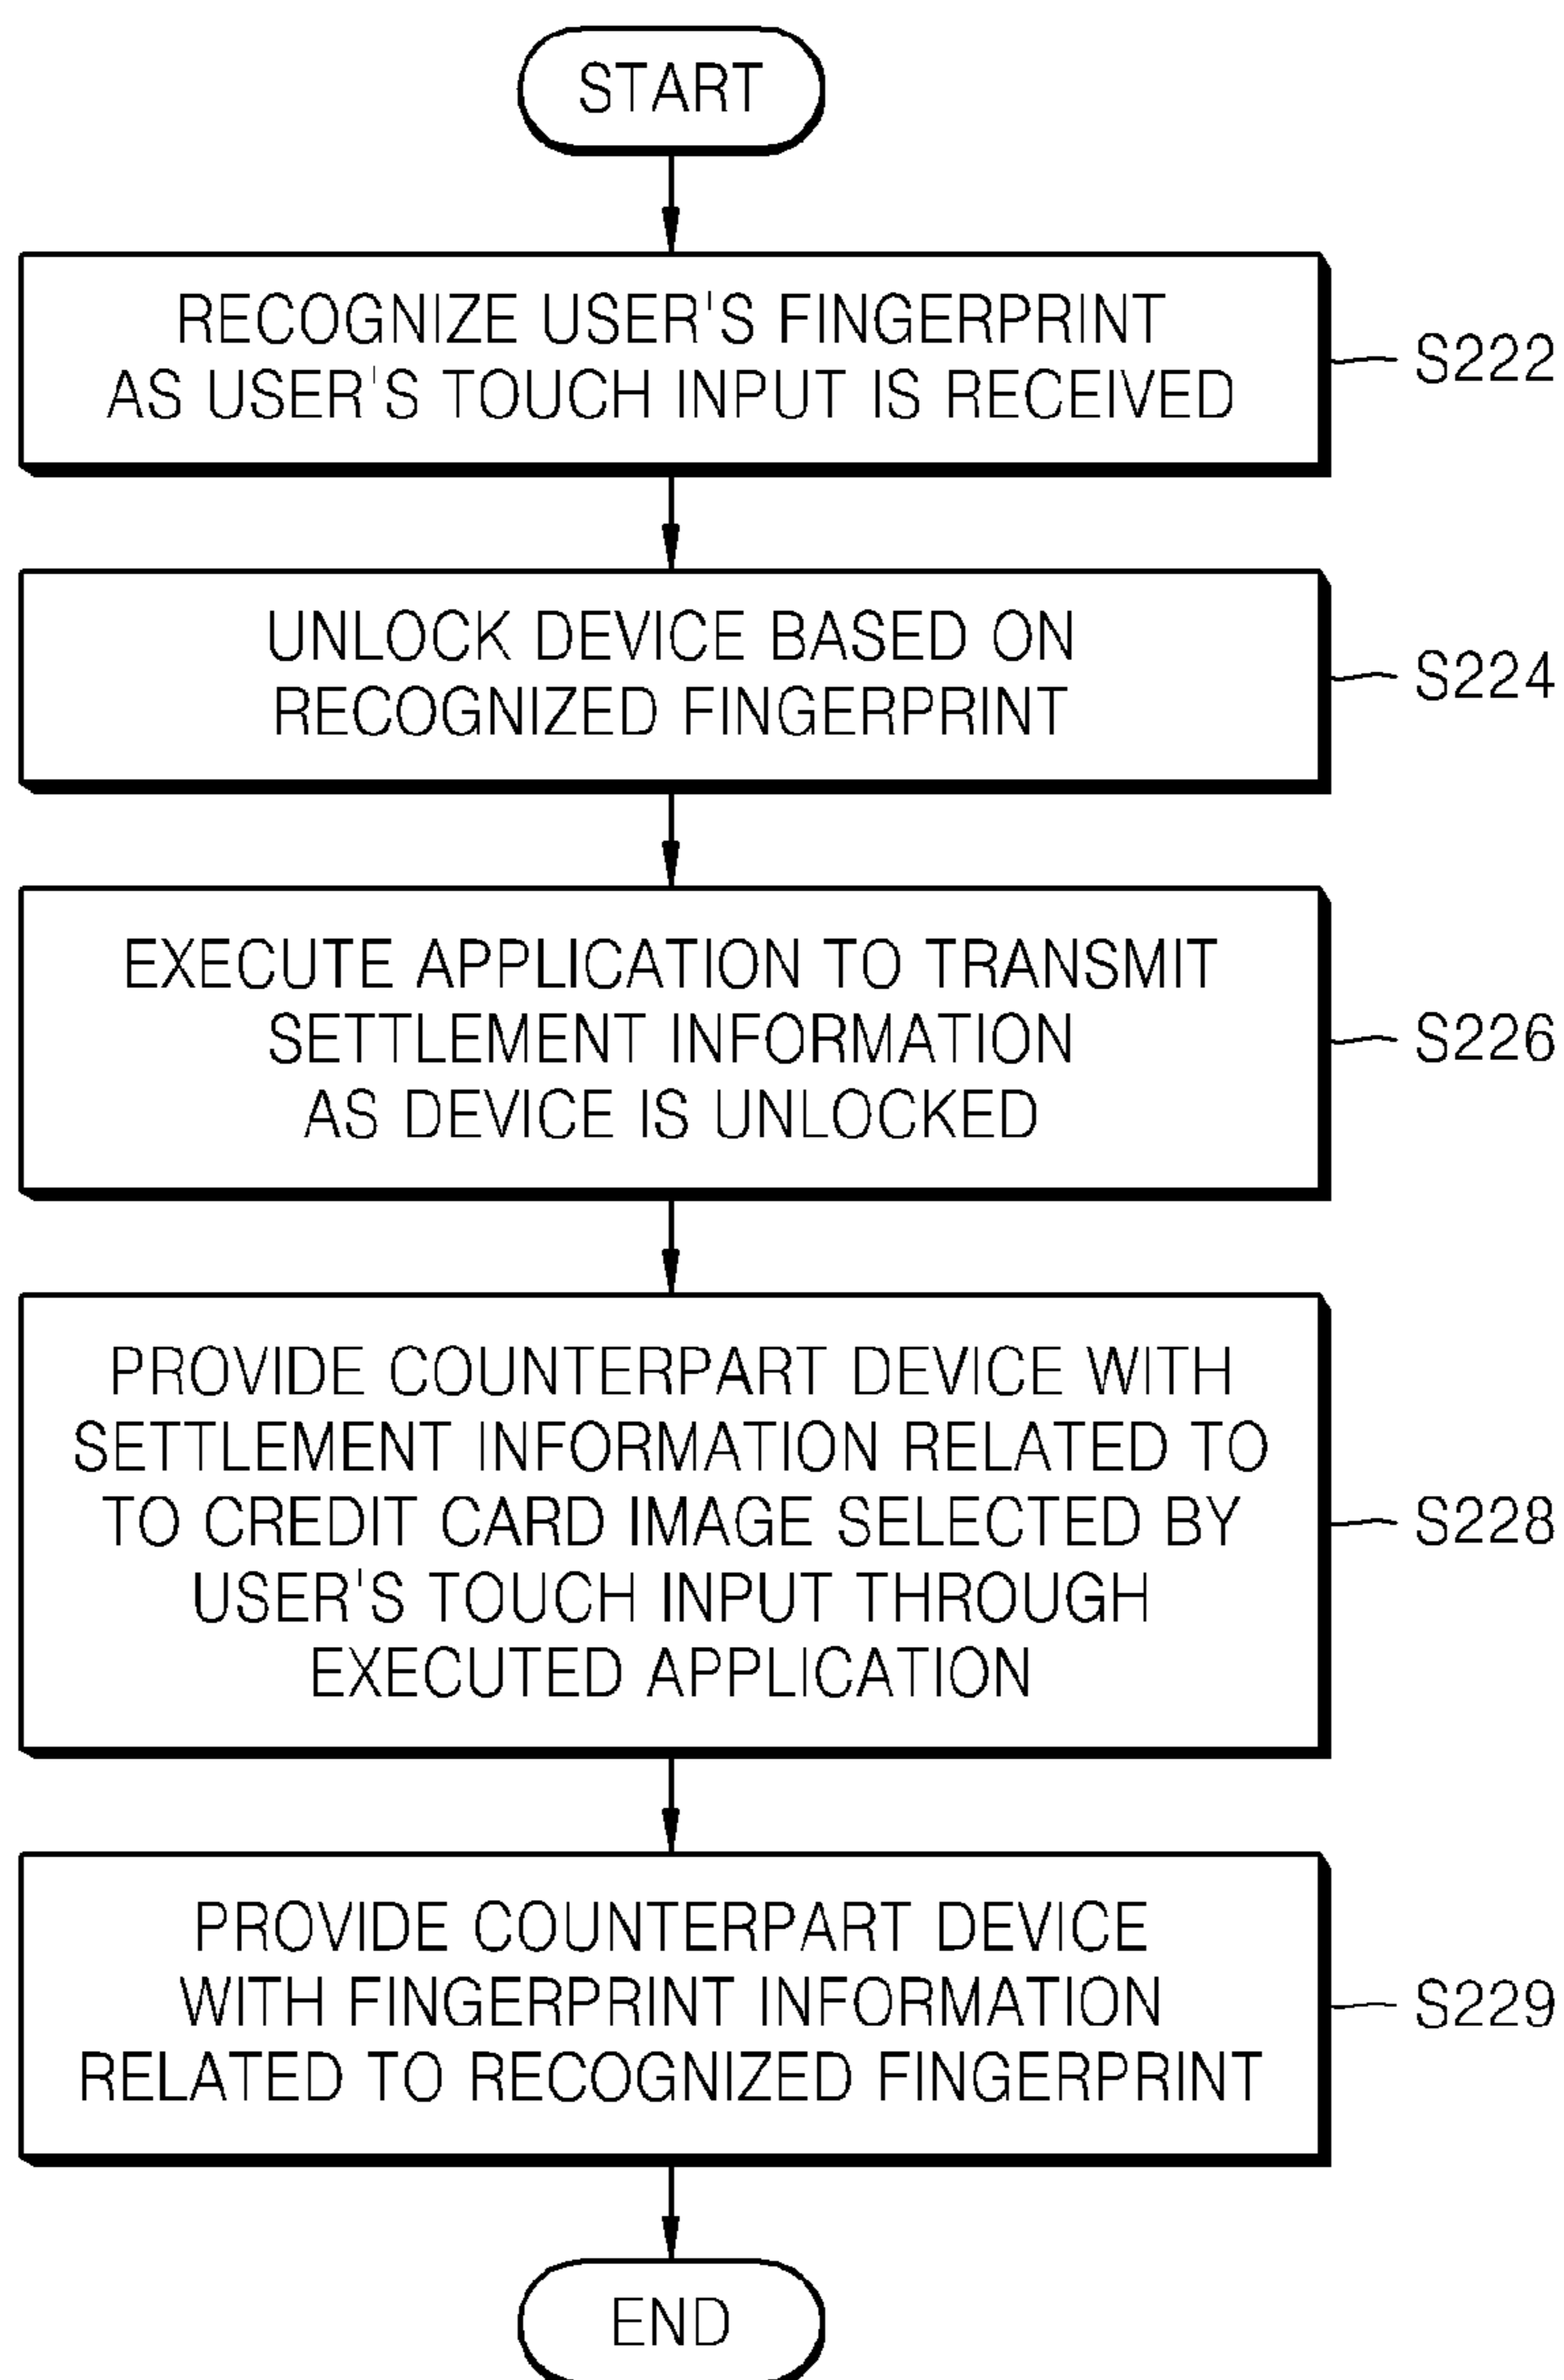 START
RECOGNIZE USER'S FINGERPRINT
AS USER'S TOUCH INPUT IS RECEIVED
S222
UNLOCK DEVICE BASED ON
RECOGNIZED FINGERPRINT
S224
EXECUTE APPLICATION TO TRANSMIT
SETTLEMENT INFORMATION
AS DEVICE IS UNLOCKED
S226
PROVIDE COUNTERPART DEVICE WITH
SETTLEMENT INFORMATION RELATED TO
TO CREDIT CARD IMAGE SELECTED BY
USER'S TOUCH INPUT THROUGH
EXECUTED APPLICATION
S228
PROVIDE COUNTERPART DEVICE
WITH FINGERPRINT INFORMATION
RELATED TO RECOGNIZED FINGERPRINT
S229
END